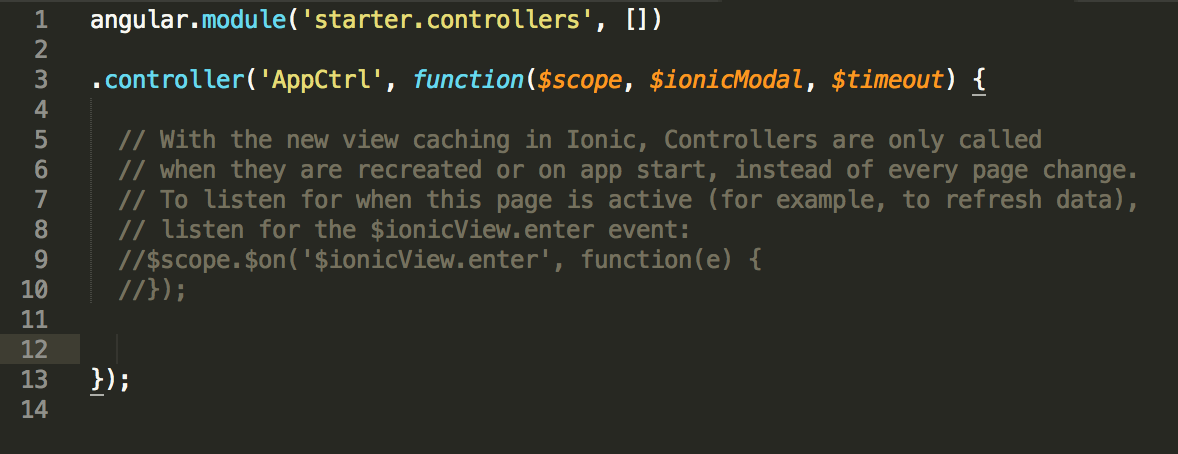 1 angular.module('starter.controllers', [])
2
3 .controller('AppCtrl', function($scope, $ionicModal, $timeout) {
4
5 // With the new view caching in Ionic, Controllers are only called
6 // when they are recreated or on app start, instead of every page change.
7 // To listen for when this page is active (for example, to refresh data),
8 // listen for the $ionicView.enter event:
9 //$scope.$on('$ionicView.enter', function(e) {
10 //});
11
12
13 });
14